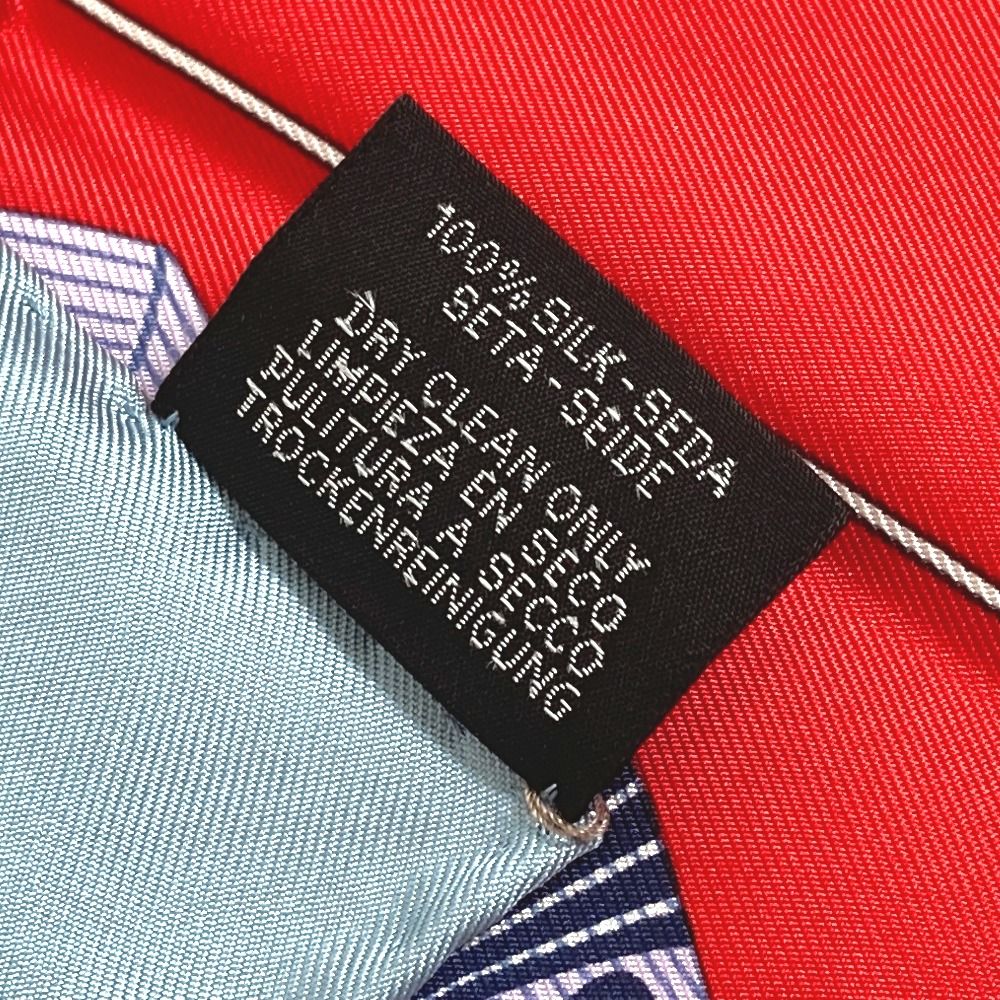 100% SILK - SEDA
SETA - SEIDE
DRY CLEAN ONLY
LIMPIEZA EN SECO
PULITURA A SECCO
TROCKENREINIGUNG